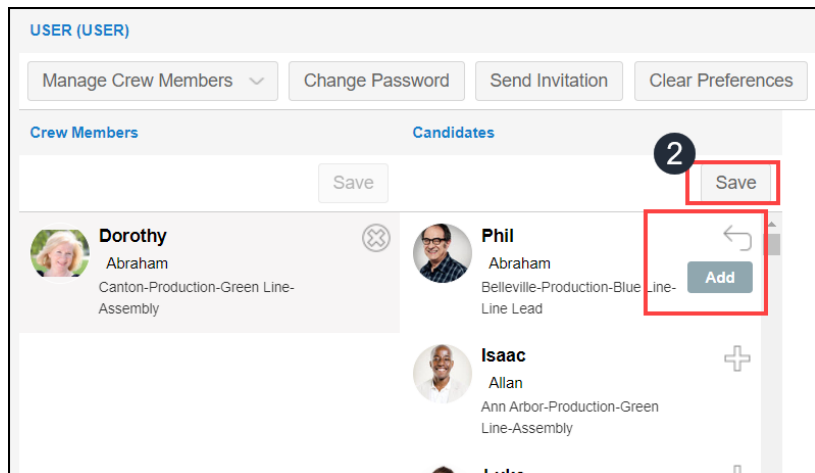 USER (USER)
Manage Crew Members
Change Password
Send Invitation
Clear Preferences
Crew Members
Candidates
2
Save
Save
Dorothy
Abraham
Canton-Production-Green Line-
Assembly
Phil
Abraham
Belleville-Production-Blue Line-
Line Lead
Add
Isaac
Allan
Ann Arbor-Production-Green
Line-Assembly